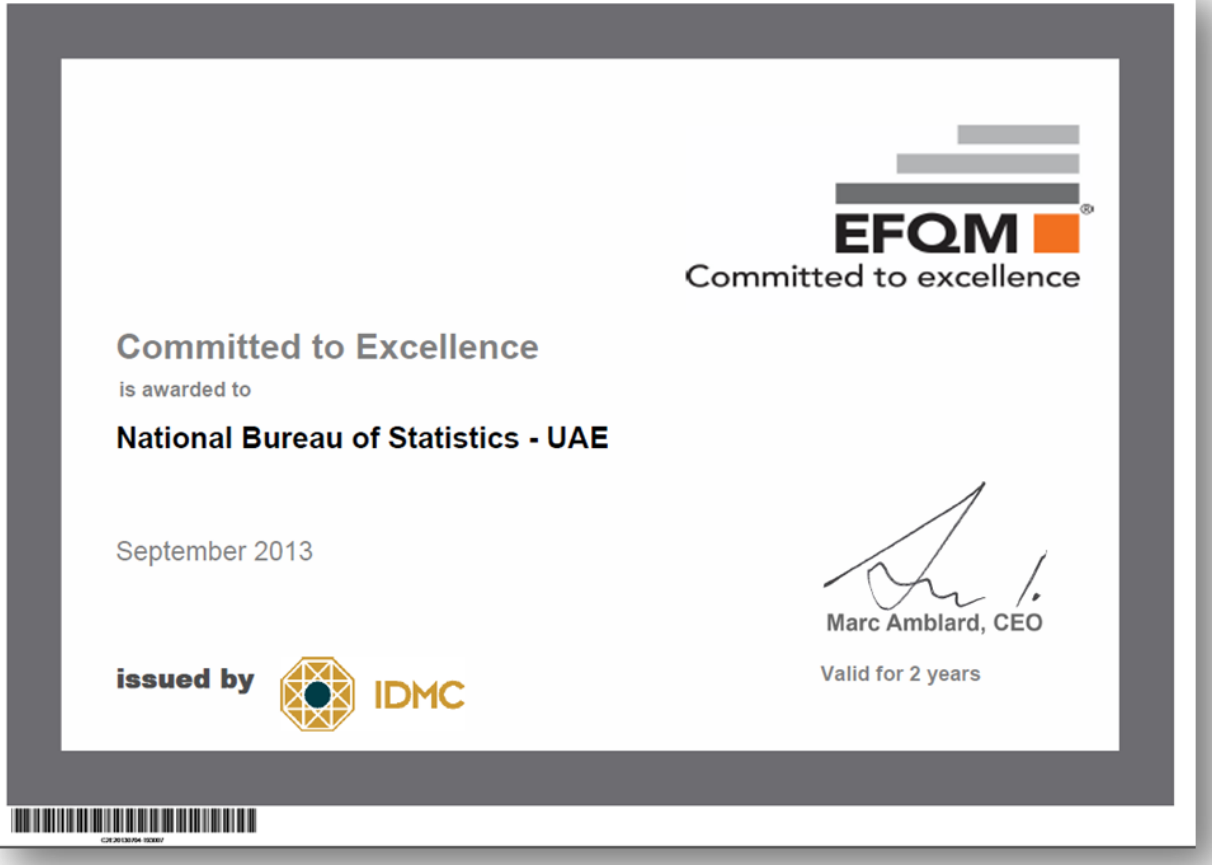 EFQM ®
Committed to excellence
Committed to Excellence
is awarded to
National Bureau of Statistics - UAE
September 2013
Marc Amblard, CEO
issued by IDMC
Valid for 2 years